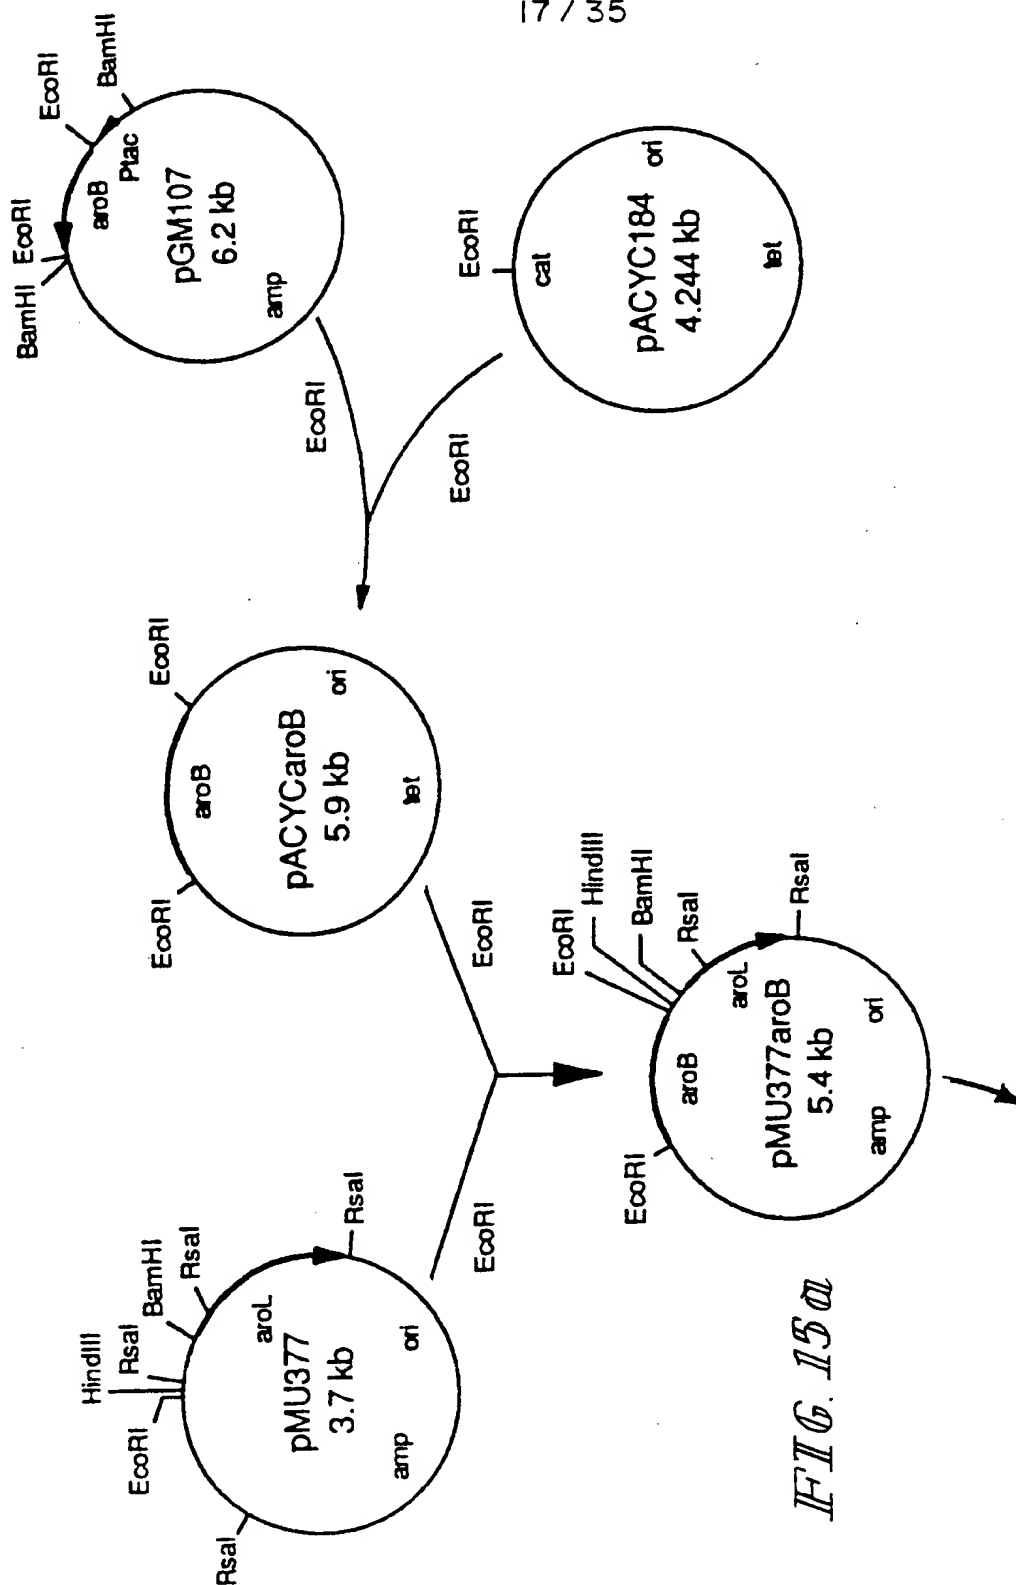 17 / 35
EcoRI
BamHI
EcoRI
BamHI
aroB
Ptac
pGM107
6.2 kb
amp
EcoRI
EcoRI
cat
ori
pACYC184
4.244 kb
tet
EcoRI
EcoRI
EcoRI
aroB
ori
pACYCaroB
5.9 kb
tet
EcoRI
HindIII
RsaI
BamHI
RsaI
EcoRI
RsaI
RsaI
aroL
pMU377
3.7 kb
ori
amp
EcoRI
EcoRI
HindIII
BamHI
RsaI
RsaI
EcoRI
aroB
aroL
pMU377aroB
5.4 kb
ori
amp
FIG. 15a